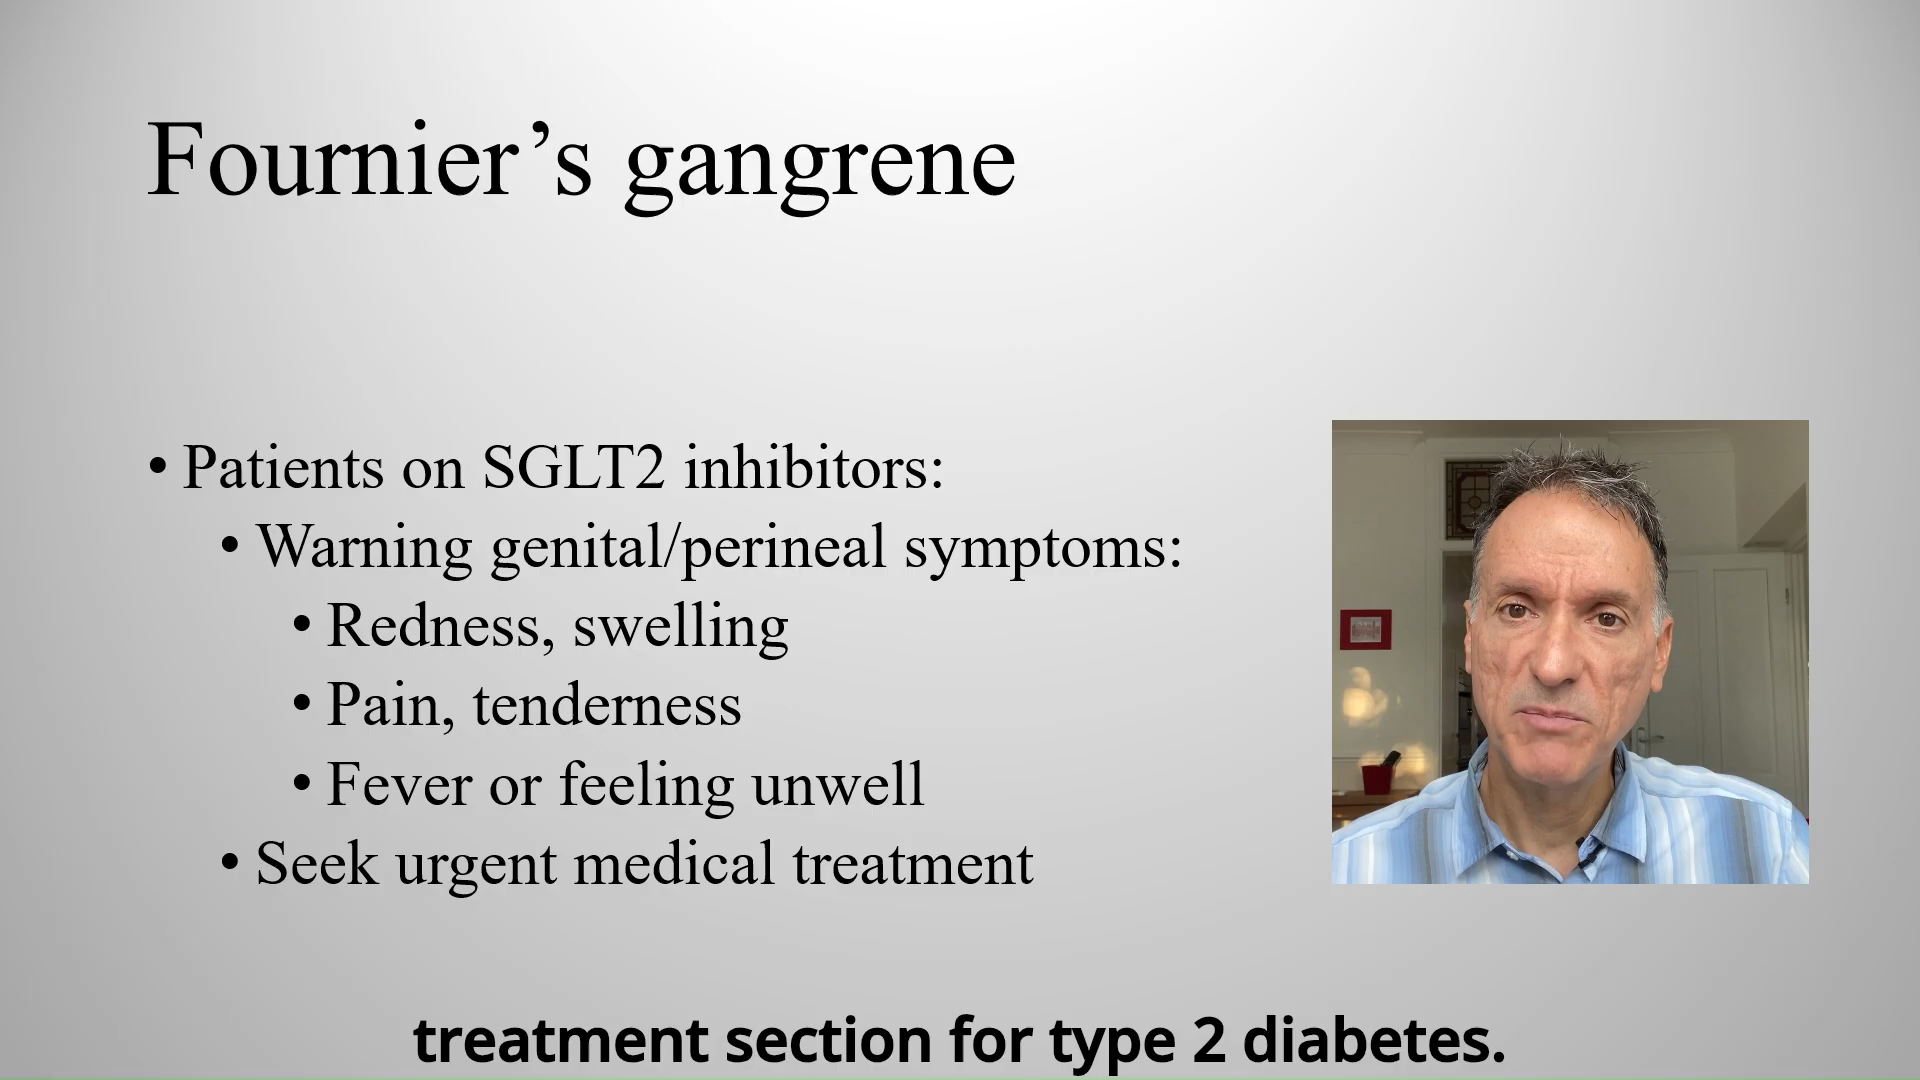 Fournier’s gangrene
• Patients on SGLT2 inhibitors:
• Warning genital/perineal symptoms:
• Redness, swelling
• Pain, tenderness
• Fever or feeling unwell
• Seek urgent medical treatment
treatment section for type 2 diabetes.